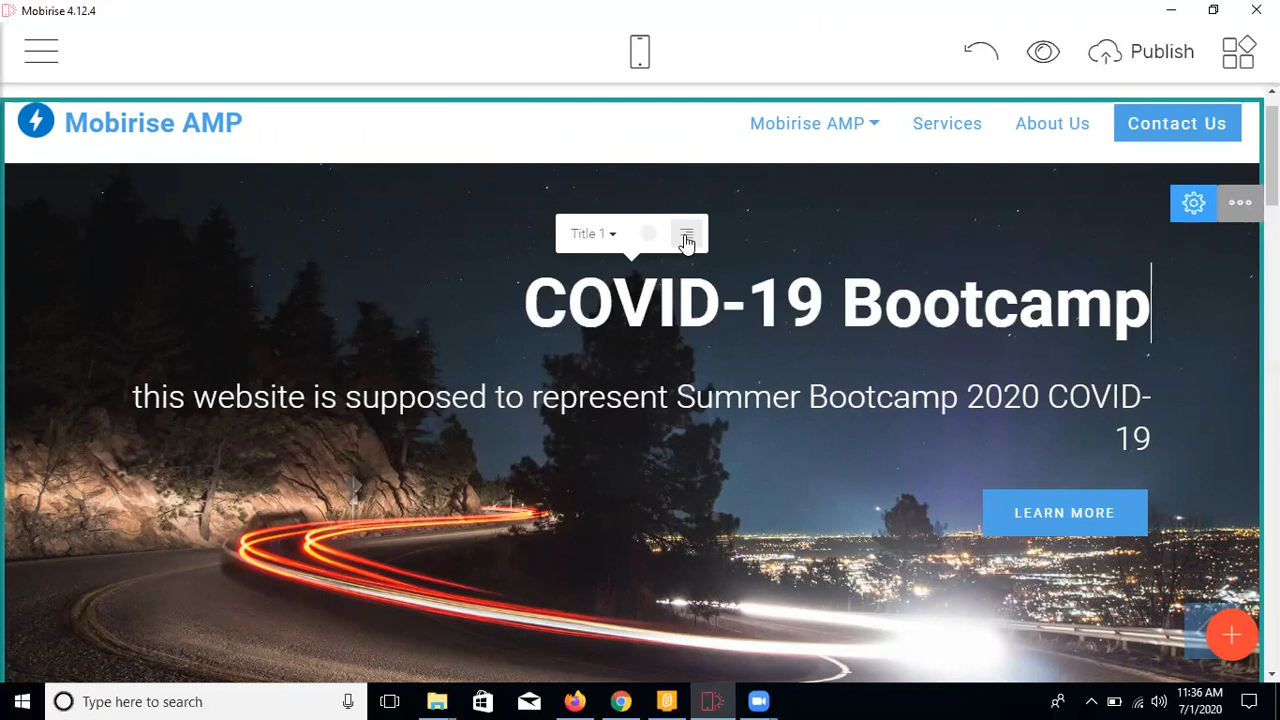 Mobirise 4.12.4
Publish
Mobirise AMP
Mobirise AMP Services About Us Contact Us
Title 1
COVID-19 Bootcamp
this website is supposed to represent Summer Bootcamp 2020 COVID-
19
LEARN MORE
Type here to search
11:36 AM
7/1/2020